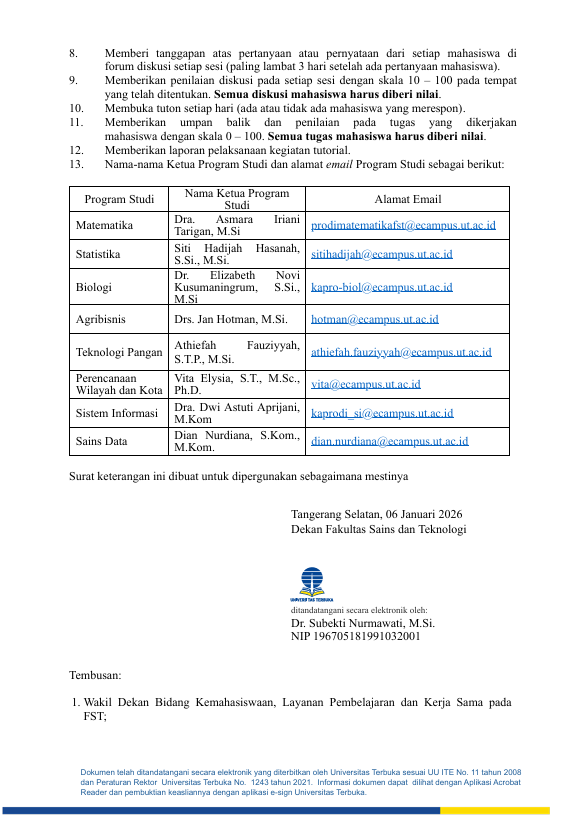 8. Memberi tanggapan atas pertanyaan atau pernyataan dari setiap mahasiswa di
forum diskusi setiap sesi (paling lambat 3 hari setelah ada pertanyaan mahasiswa).
9. Memberikan penilaian diskusi pada setiap sesi dengan skala 10 – 100 pada tempat
yang telah ditentukan. Semua diskusi mahasiswa harus diberi nilai.
10. Membuka tuton setiap hari (ada atau tidak ada mahasiswa yang merespon).
11. Memberikan umpan balik dan penilaian pada tugas yang dikerjakan
mahasiswa dengan skala 0 – 100. Semua tugas mahasiswa harus diberi nilai.
12. Memberikan laporan pelaksanaan kegiatan tutorial.
13. Nama-nama Ketua Program Studi dan alamat email Program Studi sebagai berikut:
Program Studi
Nama Ketua Program
Studi
Alamat Email
Matematika
Dra. Asmara Iriani
Tarigan, M.Si
prodimatematikafst@ecampus.ut.ac.id
Statistika
Siti Hadijah Hasanah,
S.Si., M.Si.
sitihadijah@ecampus.ut.ac.id
Biologi
Dr. Elizabeth Novi
Kusumaningrum, S.Si.,
M.Si
kapro-biol@ecampus.ut.ac.id
Agribisnis
Drs. Jan Hotman, M.Si.
hotman@ecampus.ut.ac.id
Teknologi Pangan
Athiefah Fauziyyah,
S.T.P., M.Si.
athiefah.fauziyyah@ecampus.ut.ac.id
Perencanaan
Wilayah dan Kota
Vita Elysia, S.T., M.Sc.,
Ph.D.
vita@ecampus.ut.ac.id
Sistem Informasi
Dra. Dwi Astuti Aprijani,
M.Kom
kaprodi_si@ecampus.ut.ac.id
Sains Data
Dian Nurdiana, S.Kom.,
M.Kom.
dian.nurdiana@ecampus.ut.ac.id
Surat keterangan ini dibuat untuk dipergunakan sebagaimana mestinya
Tangerang Selatan, 06 Januari 2026
Dekan Fakultas Sains dan Teknologi
UNIVERSITAS TERBUKA
ditandatangani secara elektronik oleh:
Dr. Subekti Nurmawati, M.Si.
NIP 196705181991032001
Tembusan:
1. Wakil Dekan Bidang Kemahasiswaan, Layanan Pembelajaran dan Kerja Sama pada
FST;
Dokumen telah ditandatangani secara elektronik yang diterbitkan oleh Universitas Terbuka sesuai UU ITE No. 11 tahun 2008
dan Peraturan Rektor Universitas Terbuka No. 1243 tahun 2021. Informasi dokumen dapat dilihat dengan Aplikasi Acrobat
Reader dan pembuktian keasliannya dengan aplikasi e-sign Universitas Terbuka.